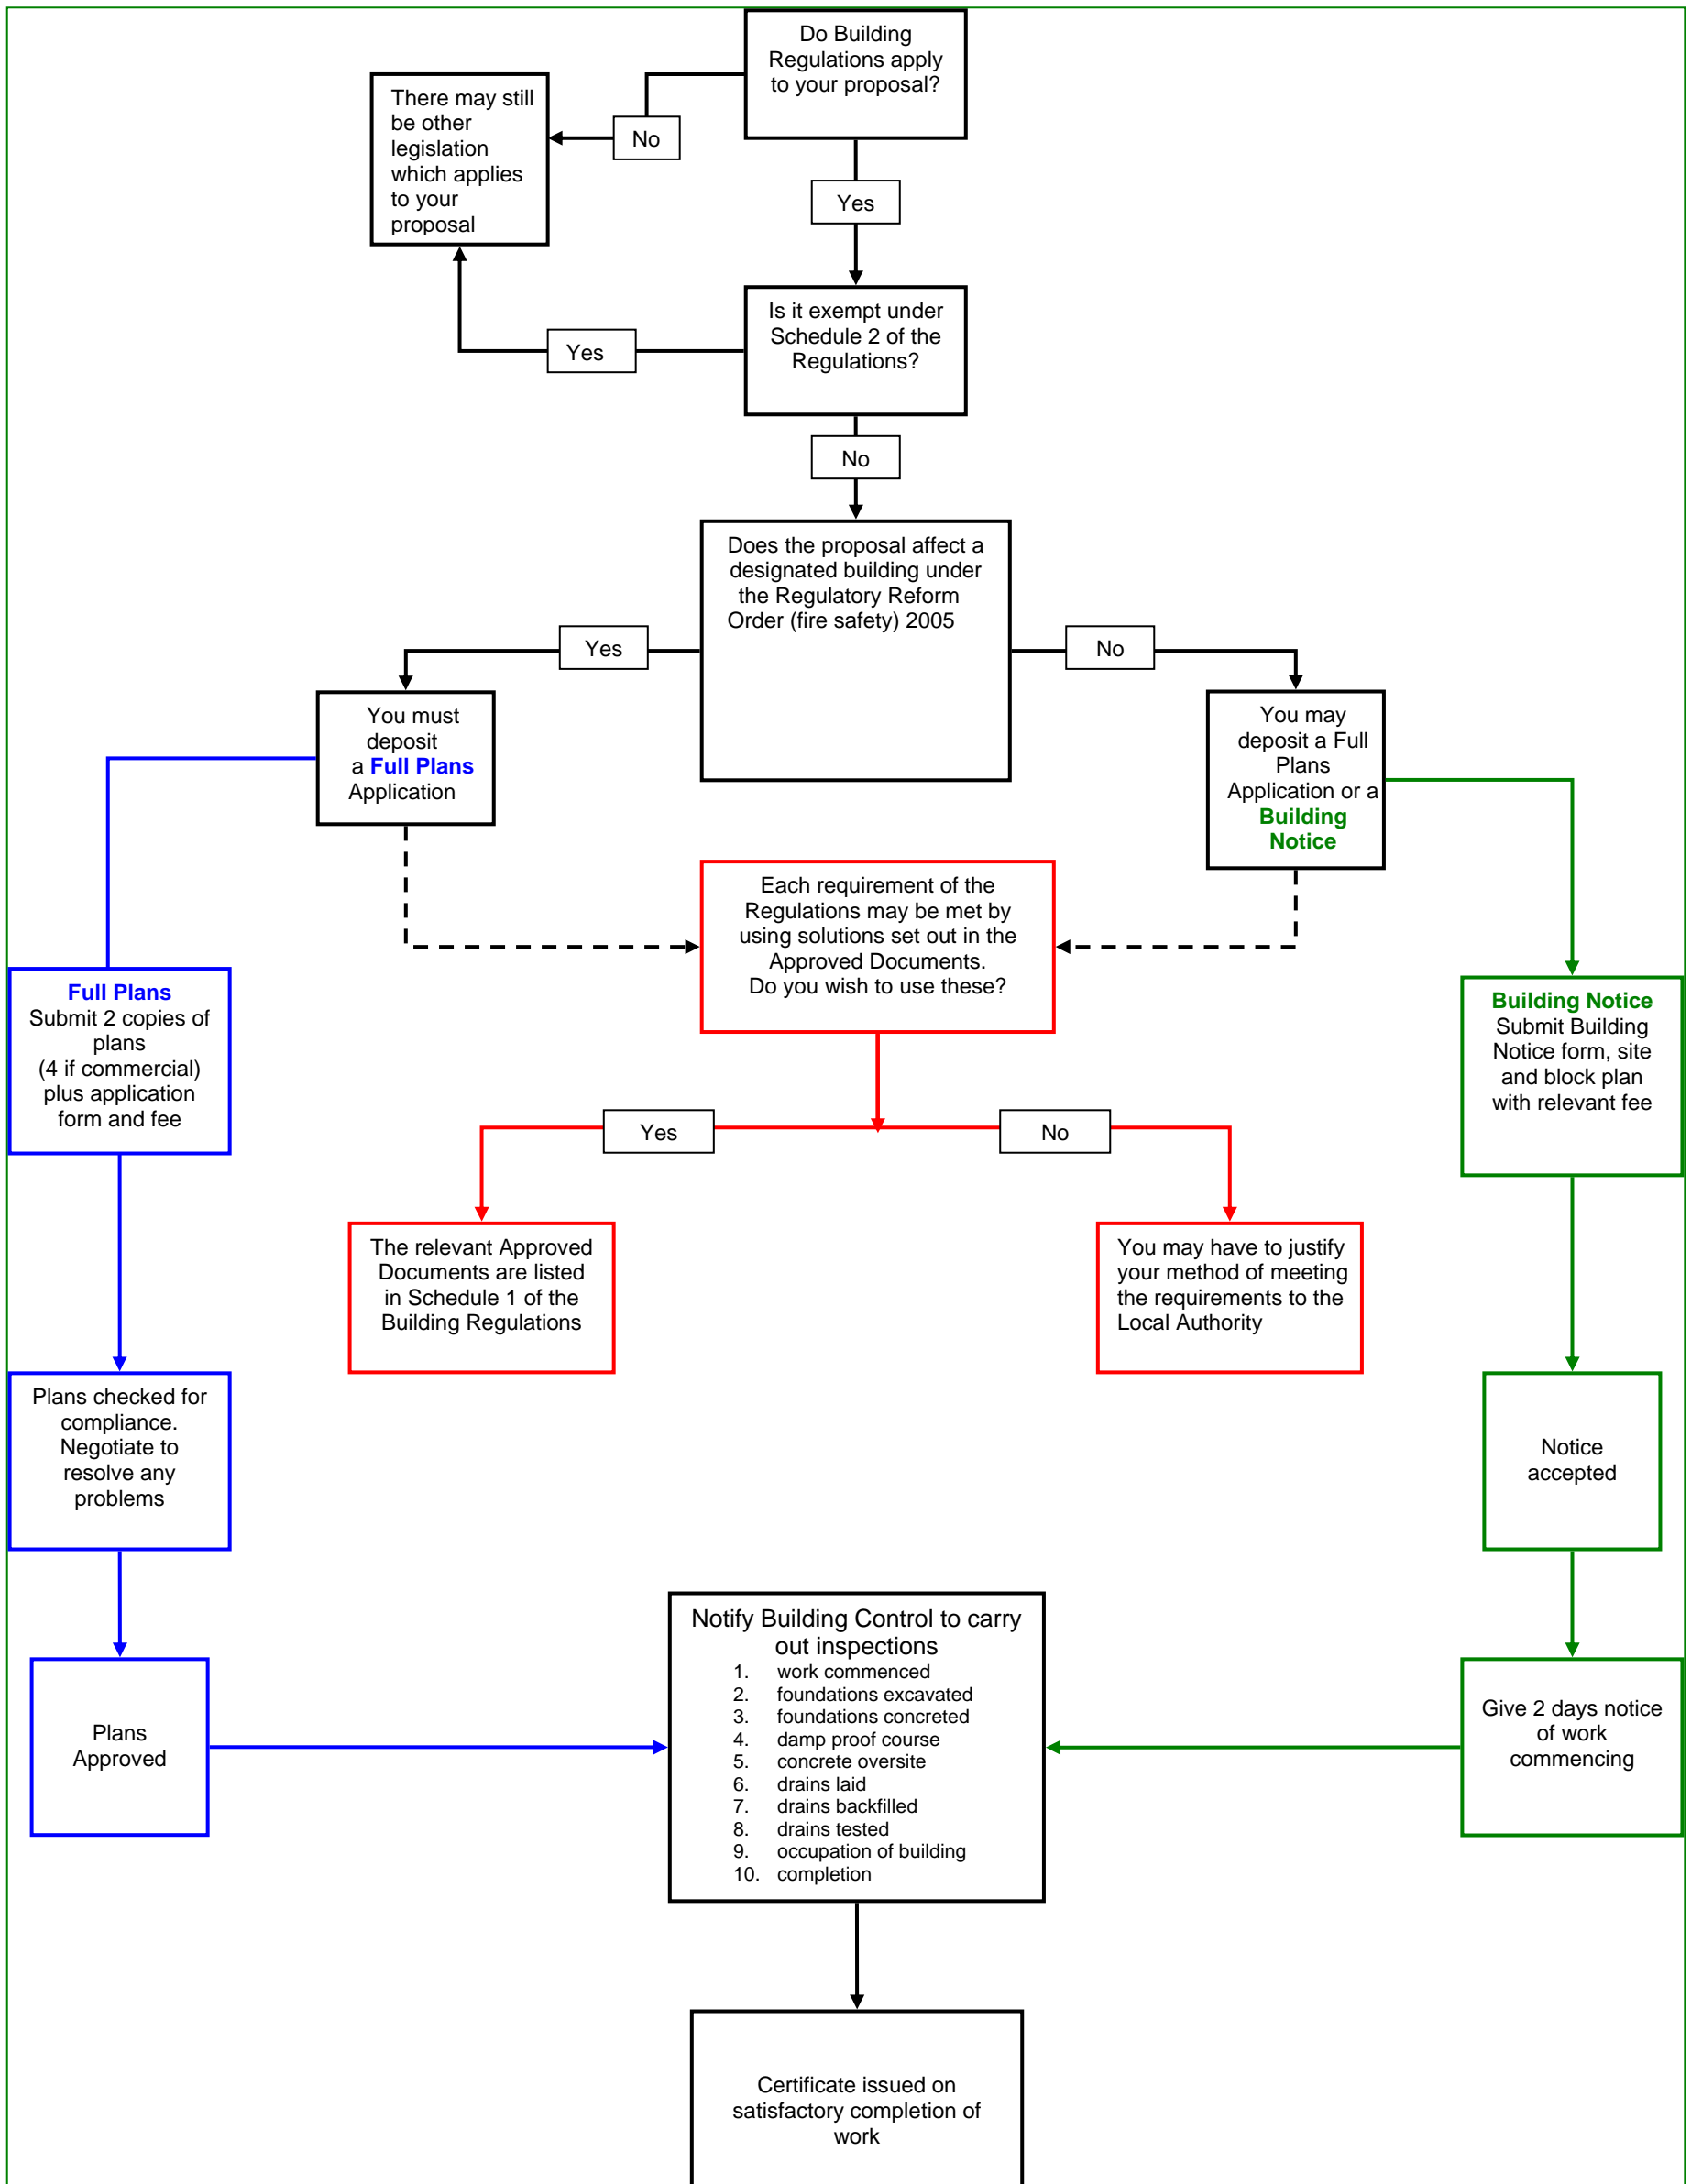 Do Building
Regulations apply
to your proposal?
There may still
be other
legislation
which applies
to your
proposal
No
Yes
Is it exempt under
Schedule 2 of the
Regulations?
Yes
No
Does the proposal affect a
designated building under
the Regulatory Reform
Order (fire safety) 2005
Yes
No
You must
deposit
a Full Plans
Application
You may
deposit a Full
Plans
Application or a
Building
Notice
Each requirement of the
Regulations may be met by
using solutions set out in the
Approved Documents.
Do you wish to use these?
Full Plans
Submit 2 copies of
plans
(4 if commercial)
plus application
form and fee
Building Notice
Submit Building
Notice form, site
and block plan
with relevant fee
Yes
No
The relevant Approved
Documents are listed
in Schedule 1 of the
Building Regulations
You may have to justify
your method of meeting
the requirements to the
Local Authority
Plans checked for
compliance.
Negotiate to
resolve any
problems
Notice
accepted
Notify Building Control to carry
out inspections
1. work commenced
2. foundations excavated
3. foundations concreted
4. damp proof course
5. concrete oversite
6. drains laid
7. drains backfilled
8. drains tested
9. occupation of building
10. completion
Plans
Approved
Give 2 days notice
of work
commencing
Certificate issued on
satisfactory completion of
work